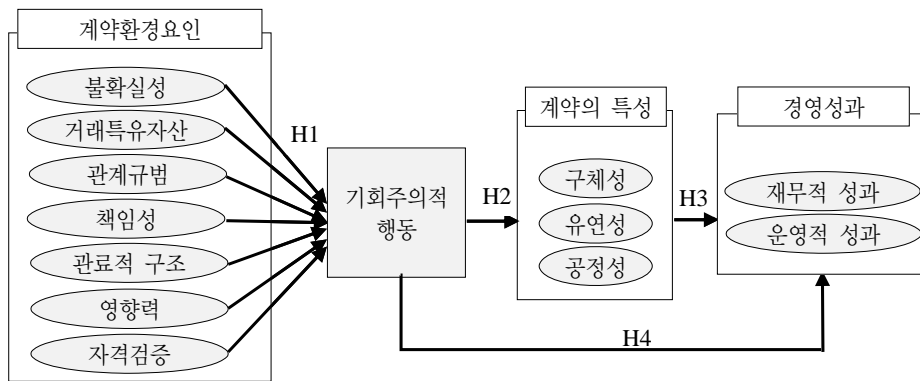 계약환경요인
불확실성
거래특유자산
관계규범
책임성
관료적 구조
영향력
자격검증
H1
기회주의적
행동
H2
계약의 특성
구체성
유연성
공정성
H3
경영성과
재무적 성과
운영적 성과
H4